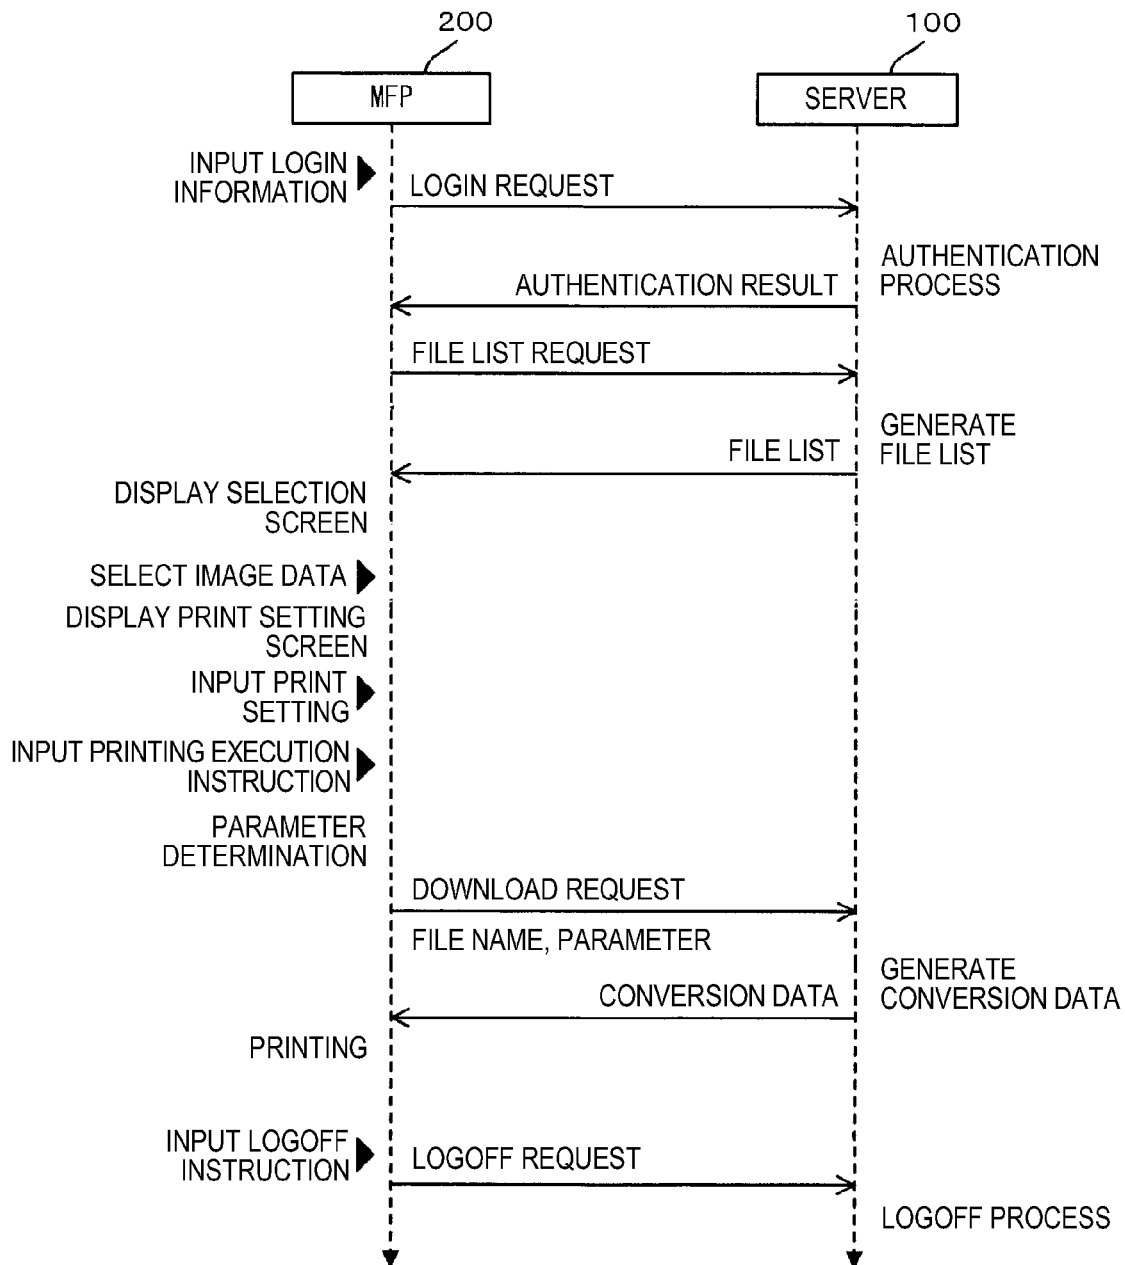 200
100
MFP
SERVER
INPUT LOGIN
INFORMATION
LOGIN REQUEST
AUTHENTICATION
PROCESS
AUTHENTICATION RESULT
FILE LIST REQUEST
GENERATE
FILE LIST
FILE LIST
DISPLAY SELECTION
SCREEN
SELECT IMAGE DATA
DISPLAY PRINT SETTING
SCREEN
INPUT PRINT
SETTING
INPUT PRINTING EXECUTION
INSTRUCTION
PARAMETER
DETERMINATION
DOWNLOAD REQUEST
FILE NAME, PARAMETER
GENERATE
CONVERSION DATA
CONVERSION DATA
PRINTING
INPUT LOGOFF
INSTRUCTION
LOGOFF REQUEST
LOGOFF PROCESS